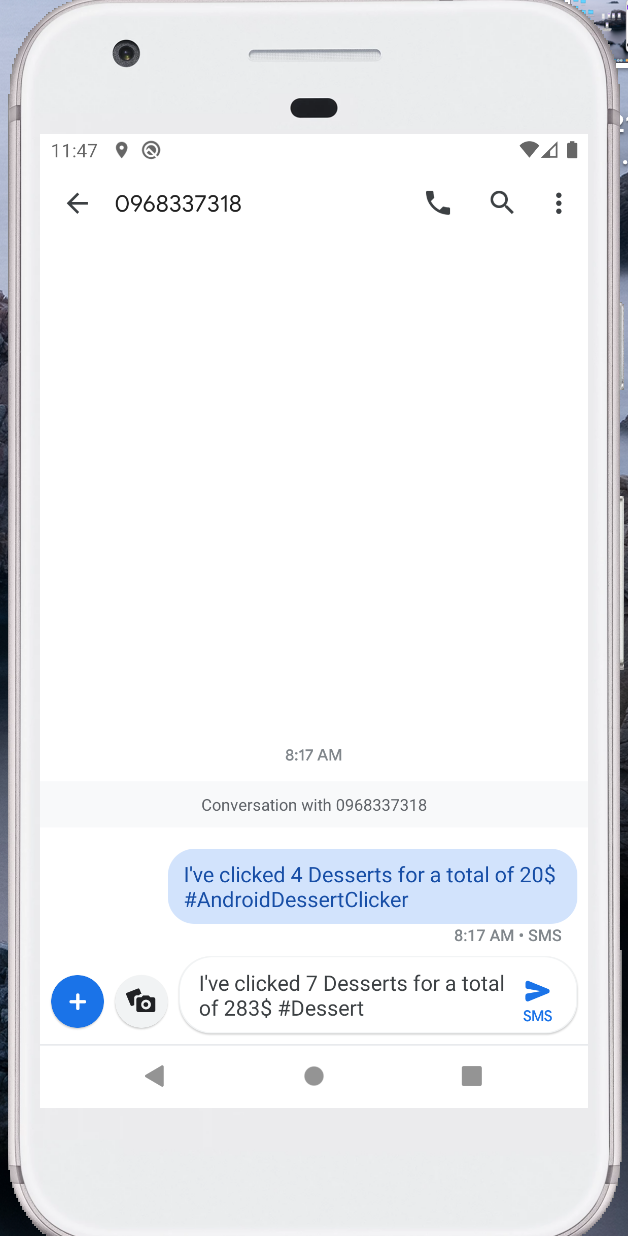 11:47
0968337318
8:17 AM
Conversation with 0968337318
I've clicked 4 Desserts for a total of 20$
#AndroidDessertClicker
8:17 AM • SMS
I've clicked 7 Desserts for a total
of 283$ #Dessert
SMS